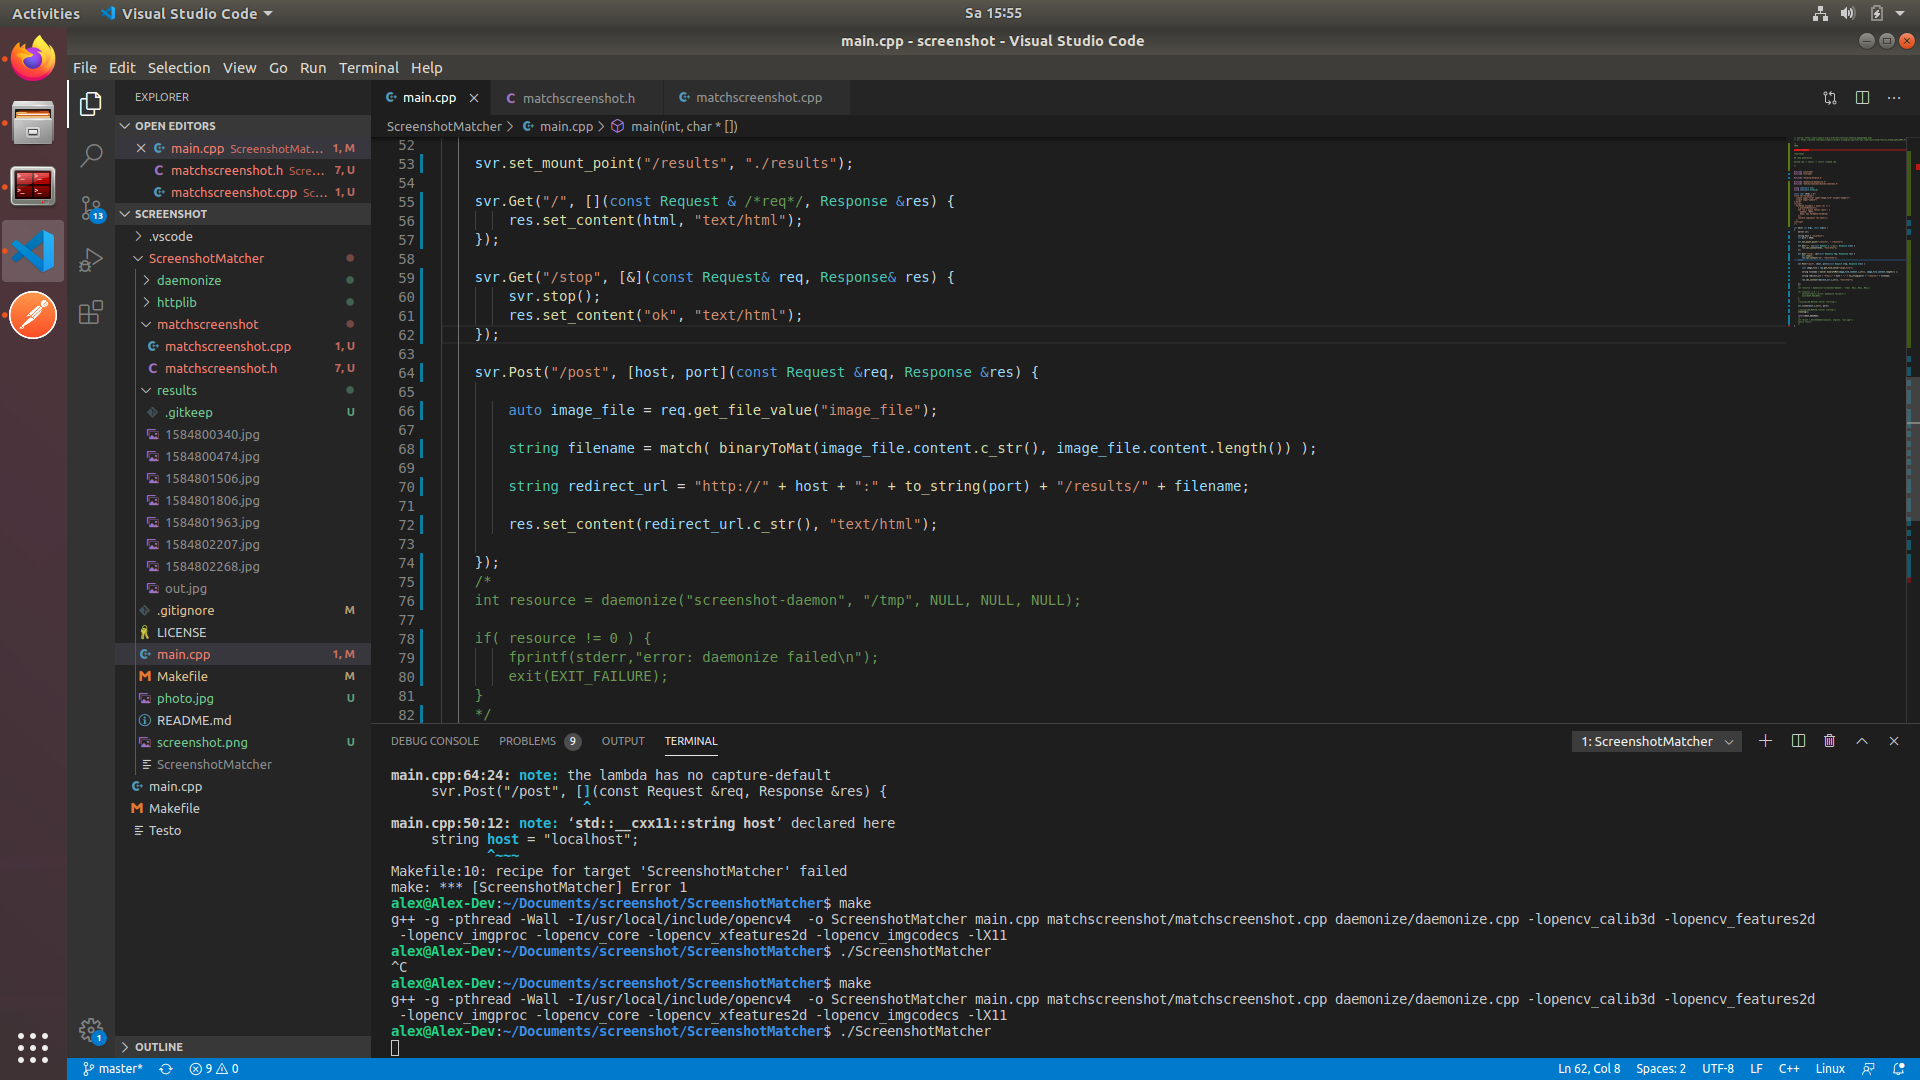 Activities
Visual Studio Code
Sa 15:55
main.cpp - screenshot - Visual Studio Code
File Edit Selection View Go Run Terminal Help
EXPLORER
OPEN EDITORS
main.cpp ScreenshotMat... 1, M
matchscreenshot.h Scre... 7, U
matchscreenshot.cpp Sc... 1, U
SCREENSHOT
.vscode
ScreenshotMatcher
daemonize
httplib
matchscreenshot
matchscreenshot.cpp 1, U
matchscreenshot.h 7, U
results
.gitkeep U
1584800340.jpg
1584800474.jpg
1584801506.jpg
1584801806.jpg
1584801963.jpg
1584802207.jpg
1584802268.jpg
out.jpg
.gitignore M
LICENSE
main.cpp 1, M
Makefile M
photo.jpg U
README.md
screenshot.png U
ScreenshotMatcher
main.cpp
Makefile
Testo
OUTLINE
13
1
main.cpp matchscreenshot.h matchscreenshot.cpp
ScreenshotMatcher > main.cpp > main(int, char * [])
52
53 svr.set_mount_point("/results", "./results");
54
55 svr.Get("/", [](const Request & /*req*/, Response &res) {
56 res.set_content(html, "text/html");
57 });
58
59 svr.Get("/stop", [&](const Request& req, Response& res) {
60 svr.stop();
61 res.set_content("ok", "text/html");
62 });
63
64 svr.Post("/post", [host, port](const Request &req, Response &res) {
65
66 auto image_file = req.get_file_value("image_file");
67
68 string filename = match( binaryToMat(image_file.content.c_str(), image_file.content.length()) );
69
70 string redirect_url = "http://" + host + ":" + to_string(port) + "/results/" + filename;
71
72 res.set_content(redirect_url.c_str(), "text/html");
73
74 });
75 /*
76 int resource = daemonize("screenshot-daemon", "/tmp", NULL, NULL, NULL);
77
78 if( resource != 0 ) {
79 fprintf(stderr,"error: daemonize failed\n");
80 exit(EXIT_FAILURE);
81 }
82 */
DEBUG CONSOLE PROBLEMS 9 OUTPUT TERMINAL
1: ScreenshotMatcher
main.cpp:64:24: note: the lambda has no capture-default
svr.Post("/post", [](const Request &req, Response &res) {
^
main.cpp:50:12: note: ‘std::__cxx11::string host’ declared here
string host = "localhost";
^~~~
Makefile:10: recipe for target 'ScreenshotMatcher' failed
make: *** [ScreenshotMatcher] Error 1
alex@Alex-Dev:~/Documents/screenshot/ScreenshotMatcher$ make
g++ -g -pthread -Wall -I/usr/local/include/opencv4  -o ScreenshotMatcher main.cpp matchscreenshot/matchscreenshot.cpp daemonize/daemonize.cpp -lopencv_calib3d -lopencv_features2d
-lopencv_imgproc -lopencv_core -lopencv_xfeatures2d -lopencv_imgcodecs -lX11
alex@Alex-Dev:~/Documents/screenshot/ScreenshotMatcher$ ./ScreenshotMatcher
^C
alex@Alex-Dev:~/Documents/screenshot/ScreenshotMatcher$ make
g++ -g -pthread -Wall -I/usr/local/include/opencv4  -o ScreenshotMatcher main.cpp matchscreenshot/matchscreenshot.cpp daemonize/daemonize.cpp -lopencv_calib3d -lopencv_features2d
-lopencv_imgproc -lopencv_core -lopencv_xfeatures2d -lopencv_imgcodecs -lX11
alex@Alex-Dev:~/Documents/screenshot/ScreenshotMatcher$ ./ScreenshotMatcher
master* 9 0
Ln 62, Col 8 Spaces: 2 UTF-8 LF C++ Linux